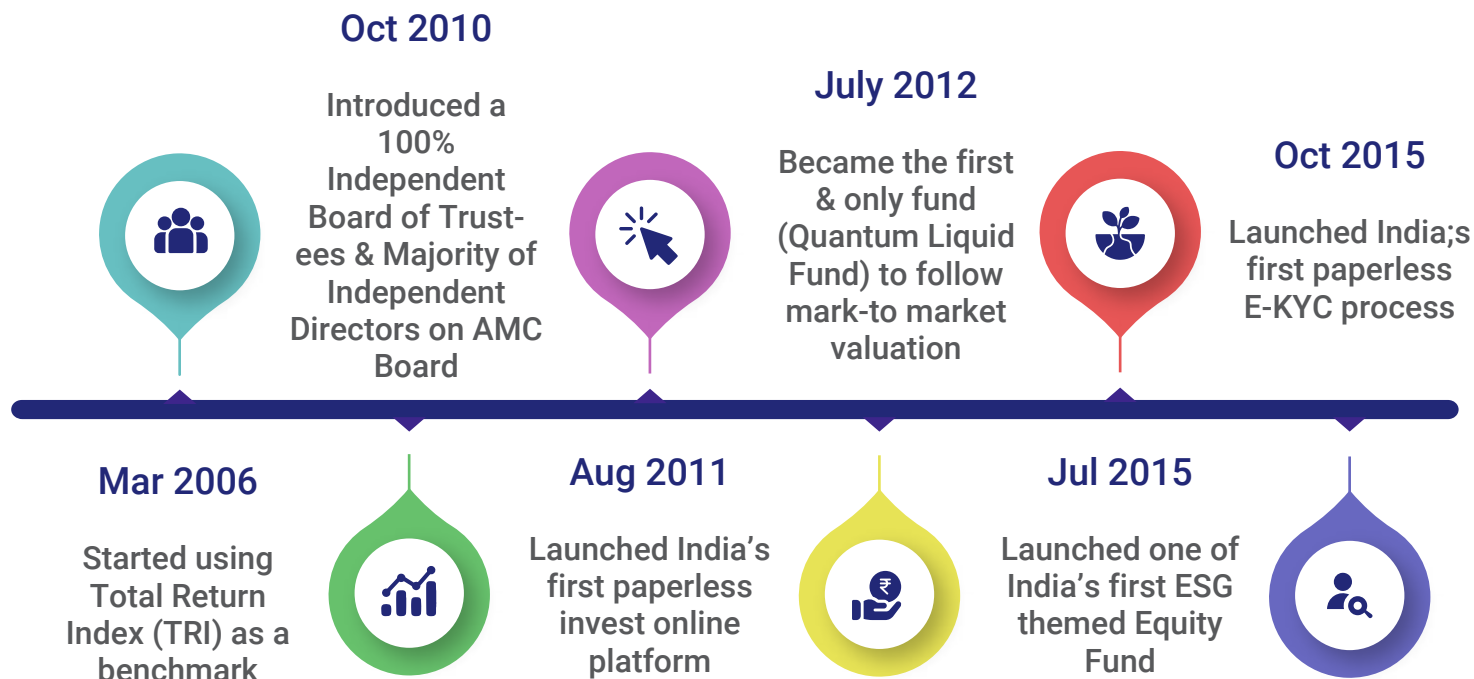 Oct 2010
Introduced a
100%
Independent
Board of Trust-
ees & Majority of
Independent
Directors on AMC
Board
July 2012
Became the first
& only fund
(Quantum Liquid
Fund) to follow
mark-to market
valuation
Oct 2015
Launched India;s
first paperless
E-KYC process
Mar 2006
Started using
Total Return
Index (TRI) as a
benchmark
Aug 2011
Launched India’s
first paperless
invest online
platform
₹
Jul 2015
Launched one of
India’s first ESG
themed Equity
Fund